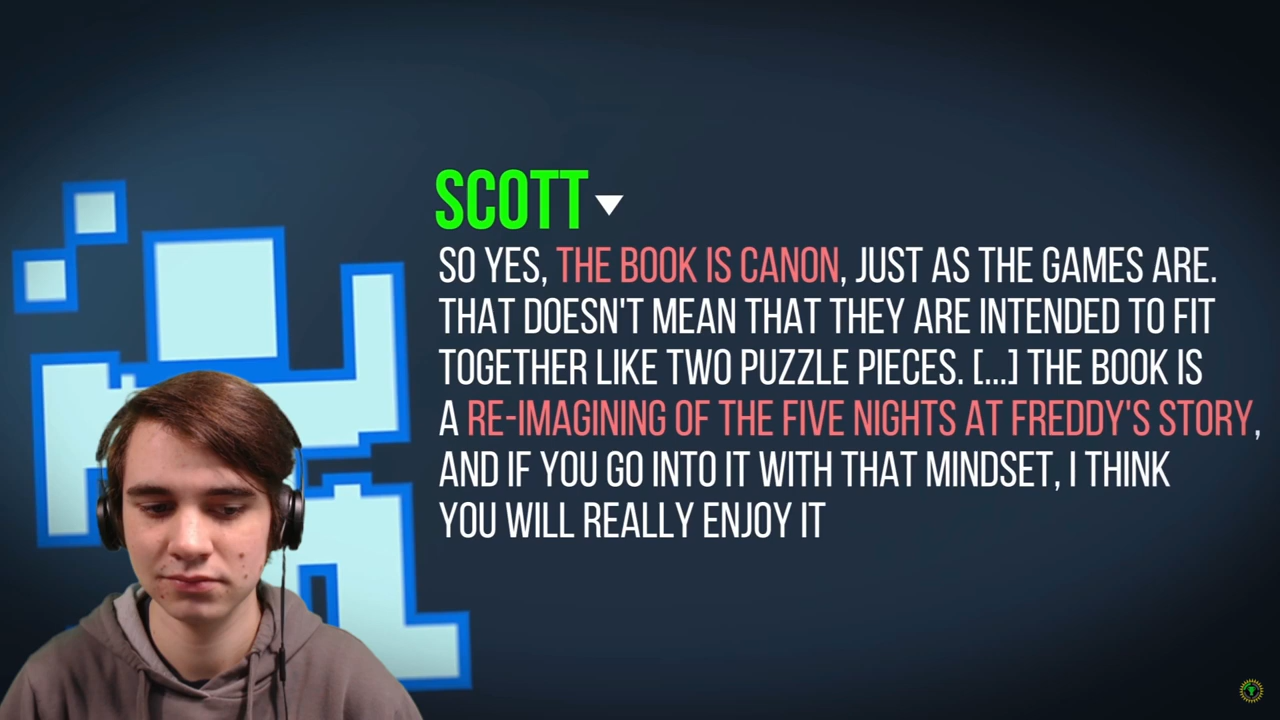 SCOTT
SO YES, THE BOOK IS CANON, JUST AS THE GAMES ARE.
THAT DOESN'T MEAN THAT THEY ARE INTENDED TO FIT
TOGETHER LIKE TWO PUZZLE PIECES. [...] THE BOOK IS
A RE-IMAGINING OF THE FIVE NIGHTS AT FREDDY'S STORY,
AND IF YOU GO INTO IT WITH THAT MINDSET, I THINK
YOU WILL REALLY ENJOY IT